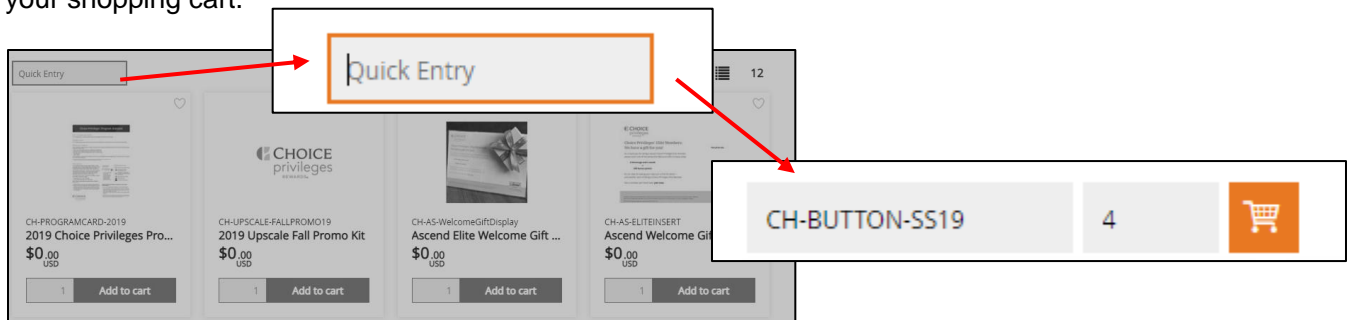 your shopping cart.
Quick Entry
Quick Entry
12
CHOICE
privileges
REWARDS
CHOICE
privileges
CH-PROGRAMCARD-2019
2019 Choice Privileges Pro...
$0.00
USD
1 Add to cart
CH-UPSCALE-FALLPROMO19
2019 Upscale Fall Promo Kit
$0.00
USD
1 Add to cart
CH-AS-WelcomeGiftDisplay
Ascend Elite Welcome Gift ...
$0.00
USD
1 Add to cart
CH-AS-ELITEINSERT
Ascend Welcome Gif
$0.00
USD
1 Add to cart
CH-BUTTON-SS19
4